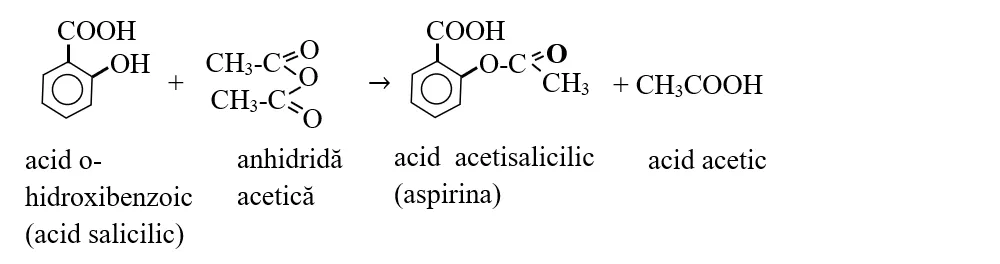 COOH
OH
+
CH₃-C
O
O
CH₃-C
O
→
COOH
O-C
O
CH₃
+ CH₃COOH
acid o-
hidroxibenzoic
(acid salicilic)
anhidridă
acetică
acid acetisalicilic
(aspirina)
acid acetic